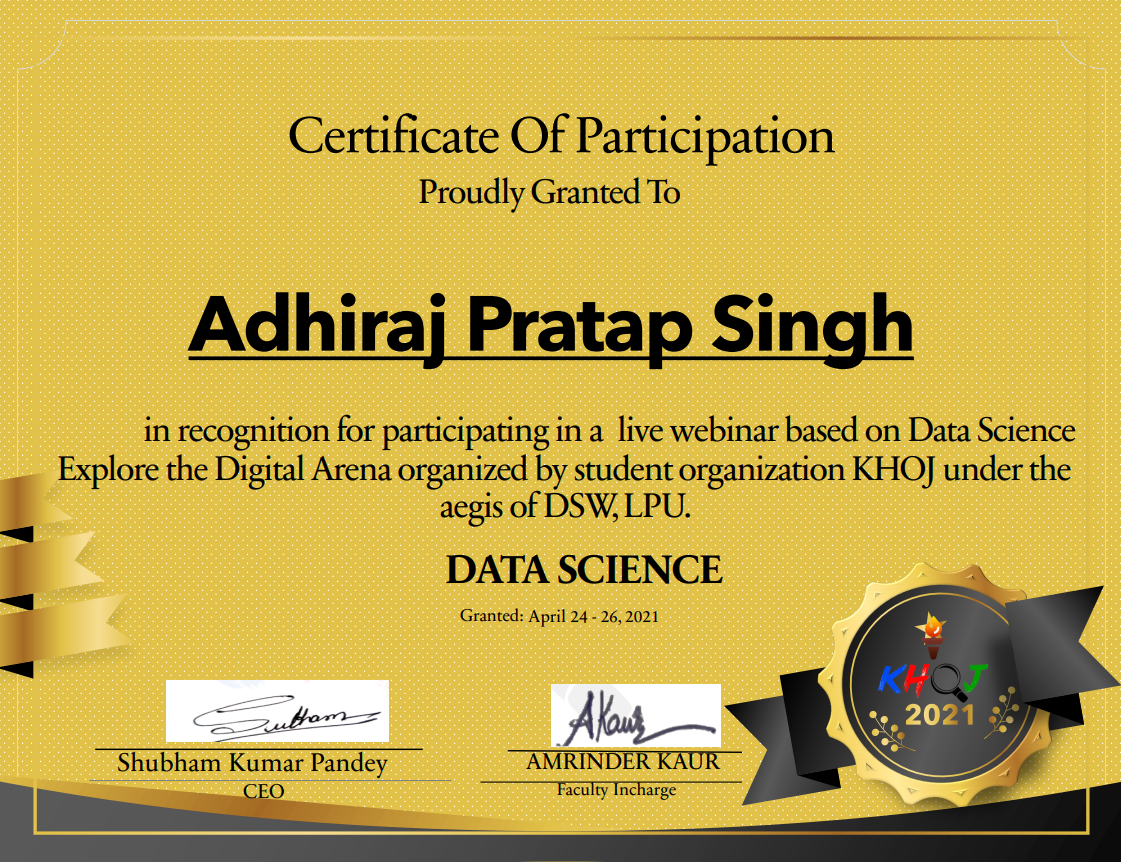 Certificate Of Participation
Proudly Granted To
Adhiraj Pratap Singh
in recognition for participating in a live webinar based on Data Science
Explore the Digital Arena organized by student organization KHOJ under the
aegis of DSW, LPU.
DATA SCIENCE
Granted: April 24 - 26, 2021
KHOJ
2021
Shubham
AKaur
Shubham Kumar Pandey
AMRINDER KAUR
CEO
Faculty Incharge